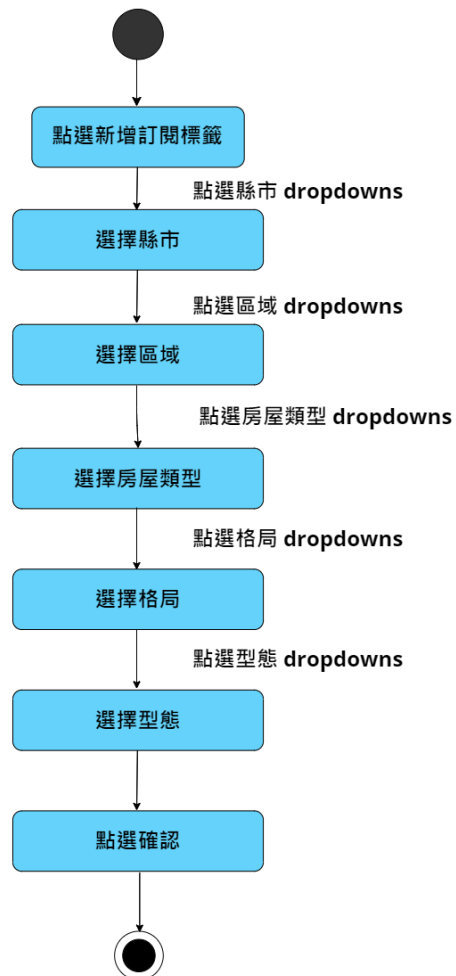 點選新增訂閱標籤
點選縣市 dropdowns
選擇縣市
點選區域 dropdowns
選擇區域
點選房屋類型 dropdowns
選擇房屋類型
點選格局 dropdowns
選擇格局
點選型態 dropdowns
選擇型態
點選確認